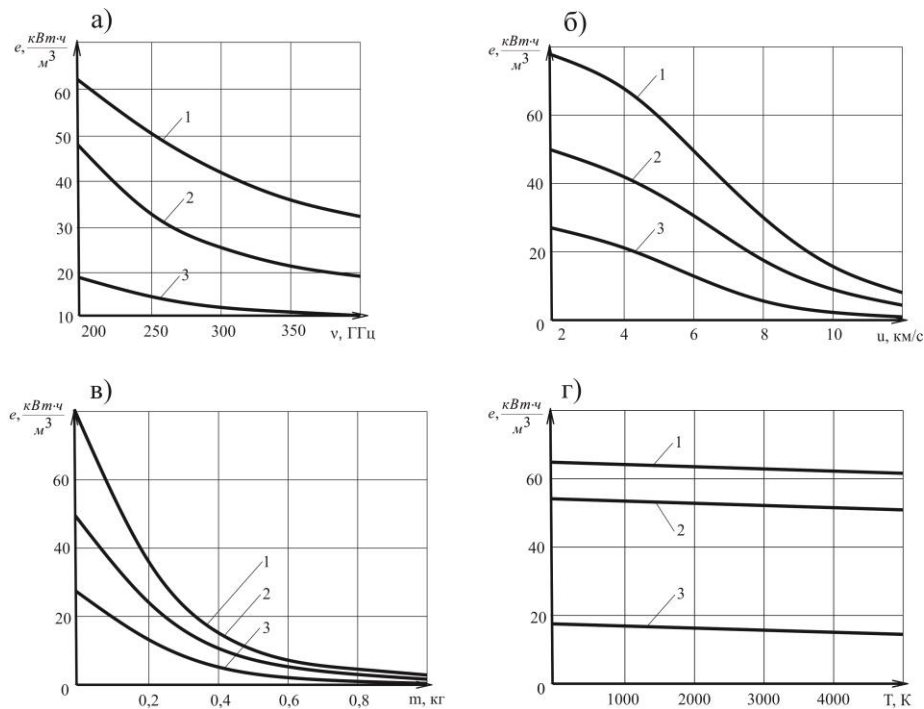 а)
e, кВт·ч
м³
60
50
40
30
20
10
1
2
3
200 250 300 350
ν, ГГц
б)
e, кВт·ч
м³
60
40
20
0
1
2
3
2 4 6 8 10
u, км/с
в)
e, кВт·ч
м³
60
40
20
0
1
2
3
0,2 0,4 0,6 0,8
m, кг
г)
e, кВт·ч
м³
60
40
20
0
1
2
3
1000 2000 3000 4000
T, К